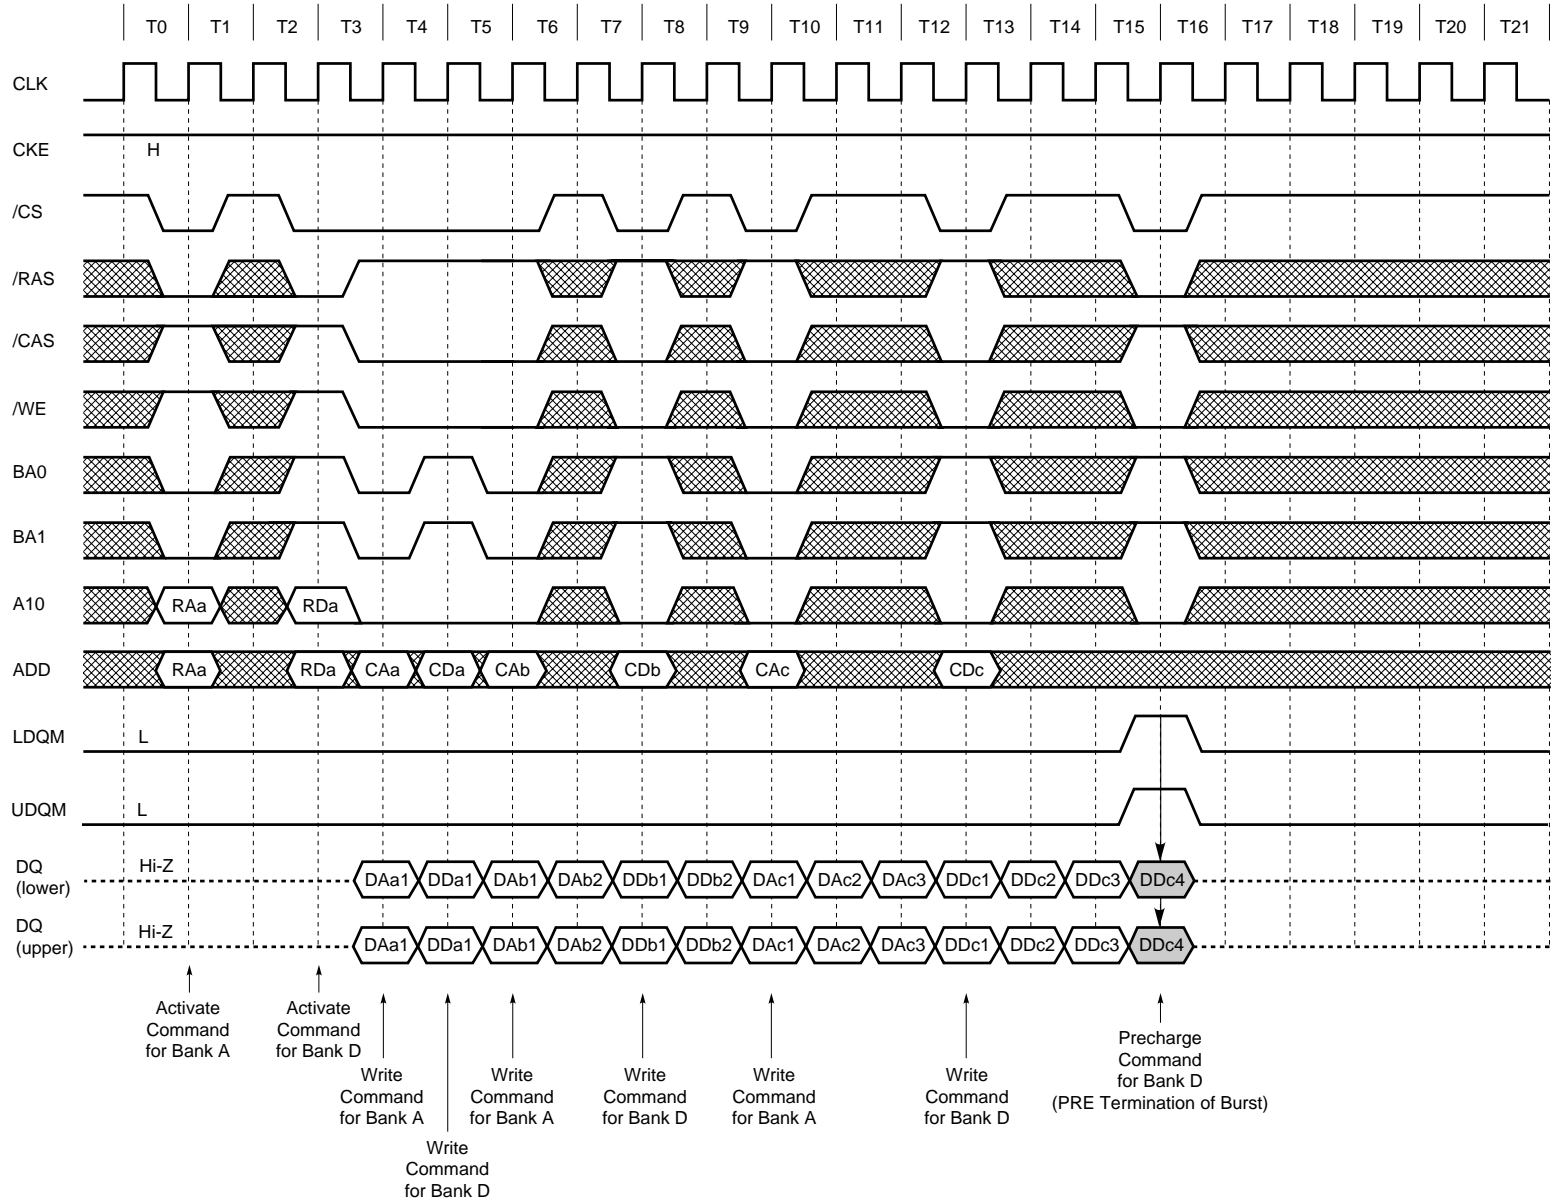 T0 T1 T2 T3 T4 T5 T6 T7 T8 T9 T10 T11 T12 T13 T14 T15 T16 T17 T18 T19 T20 T21
CLK
CKE H
/CS
/RAS
/CAS
/WE
BA0
BA1
A10 RAa RDa
ADD RAa RDa CAa CDa CAb CDb CAc CDc
LDQM L
UDQM L
DQ
(lower)
Hi-Z
DAa1 DDa1 DAb1 DAb2 DDb1 DDb2 DAc1 DAc2 DAc3 DDc1 DDc2 DDc3 DDc4
DQ
(upper)
Hi-Z
DAa1 DDa1 DAb1 DAb2 DDb1 DDb2 DAc1 DAc2 DAc3 DDc1 DDc2 DDc3 DDc4
Activate
Command
for Bank A
Activate
Command
for Bank D
Write
Command
for Bank A
Write
Command
for Bank D
Write
Command
for Bank A
Write
Command
for Bank D
Write
Command
for Bank A
Write
Command
for Bank D
Precharge
Command
for Bank D
(PRE Termination of Burst)